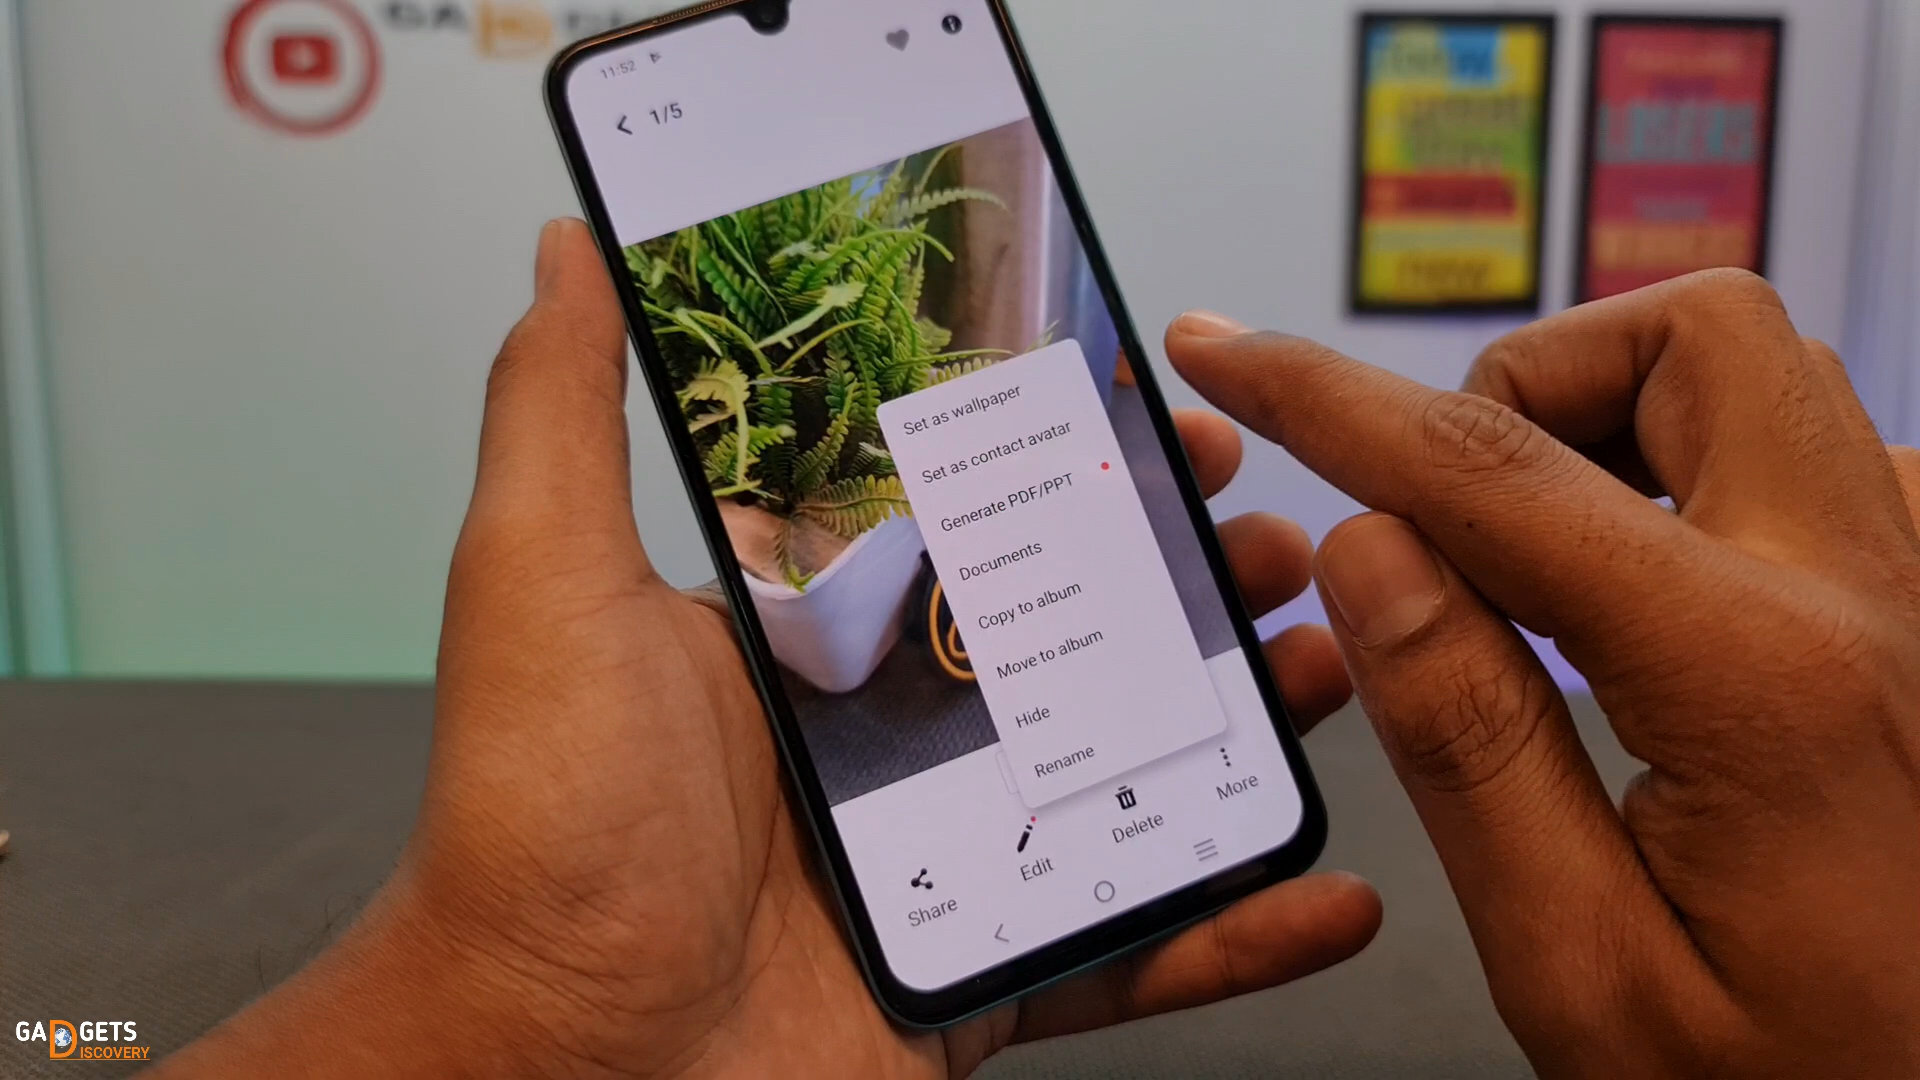 11:52
1/5
Set as wallpaper
Set as contact avatar
Generate PDF/PPT
Documents
Copy to album
Move to album
Hide
Rename
Share
Edit
Delete
More
LOSERS
GADGETS
DISCOVERY